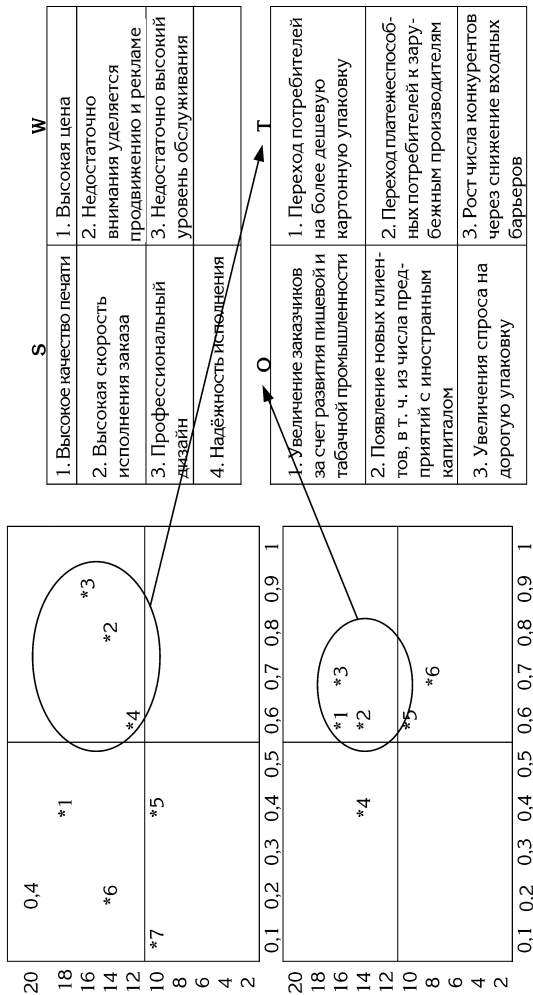 20
18
16
14
12
10
8
6
4
2
0,4
*1
*3
*2
*6
*4
*7
*5
0,1 0,2 0,3 0,4 0,5 0,6 0,7 0,8 0,9 1
S
W
1. Высокое качество печати
1. Высокая цена
2. Высокая скорость
исполнения заказа
2. Недостаточно
внимания уделяется
продвижению и рекламе
3. Профессиональный
дизайн
3. Недостаточно высокий
уровень обслуживания
4. Надёжность исполнения
20
18
16
14
12
10
8
6
4
2
*1
*3
*4
*2
*5
*6
0,1 0,2 0,3 0,4 0,5 0,6 0,7 0,8 0,9 1
O
T
1. Увеличение заказчиков
за счет развития пищевой и
табачной промышленности
1. Переход потребителей
на более дешевую
картонную упаковку
2. Появление новых клиен-
тов, в т. ч. из числа пред-
приятий с иностранным
капиталом
2. Переход платежеспособ-
ных потребителей к зару-
бежным производителям
3. Увеличения спроса на
дорогую упаковку
3. Рост числа конкурентов
через снижение входных
барьеров